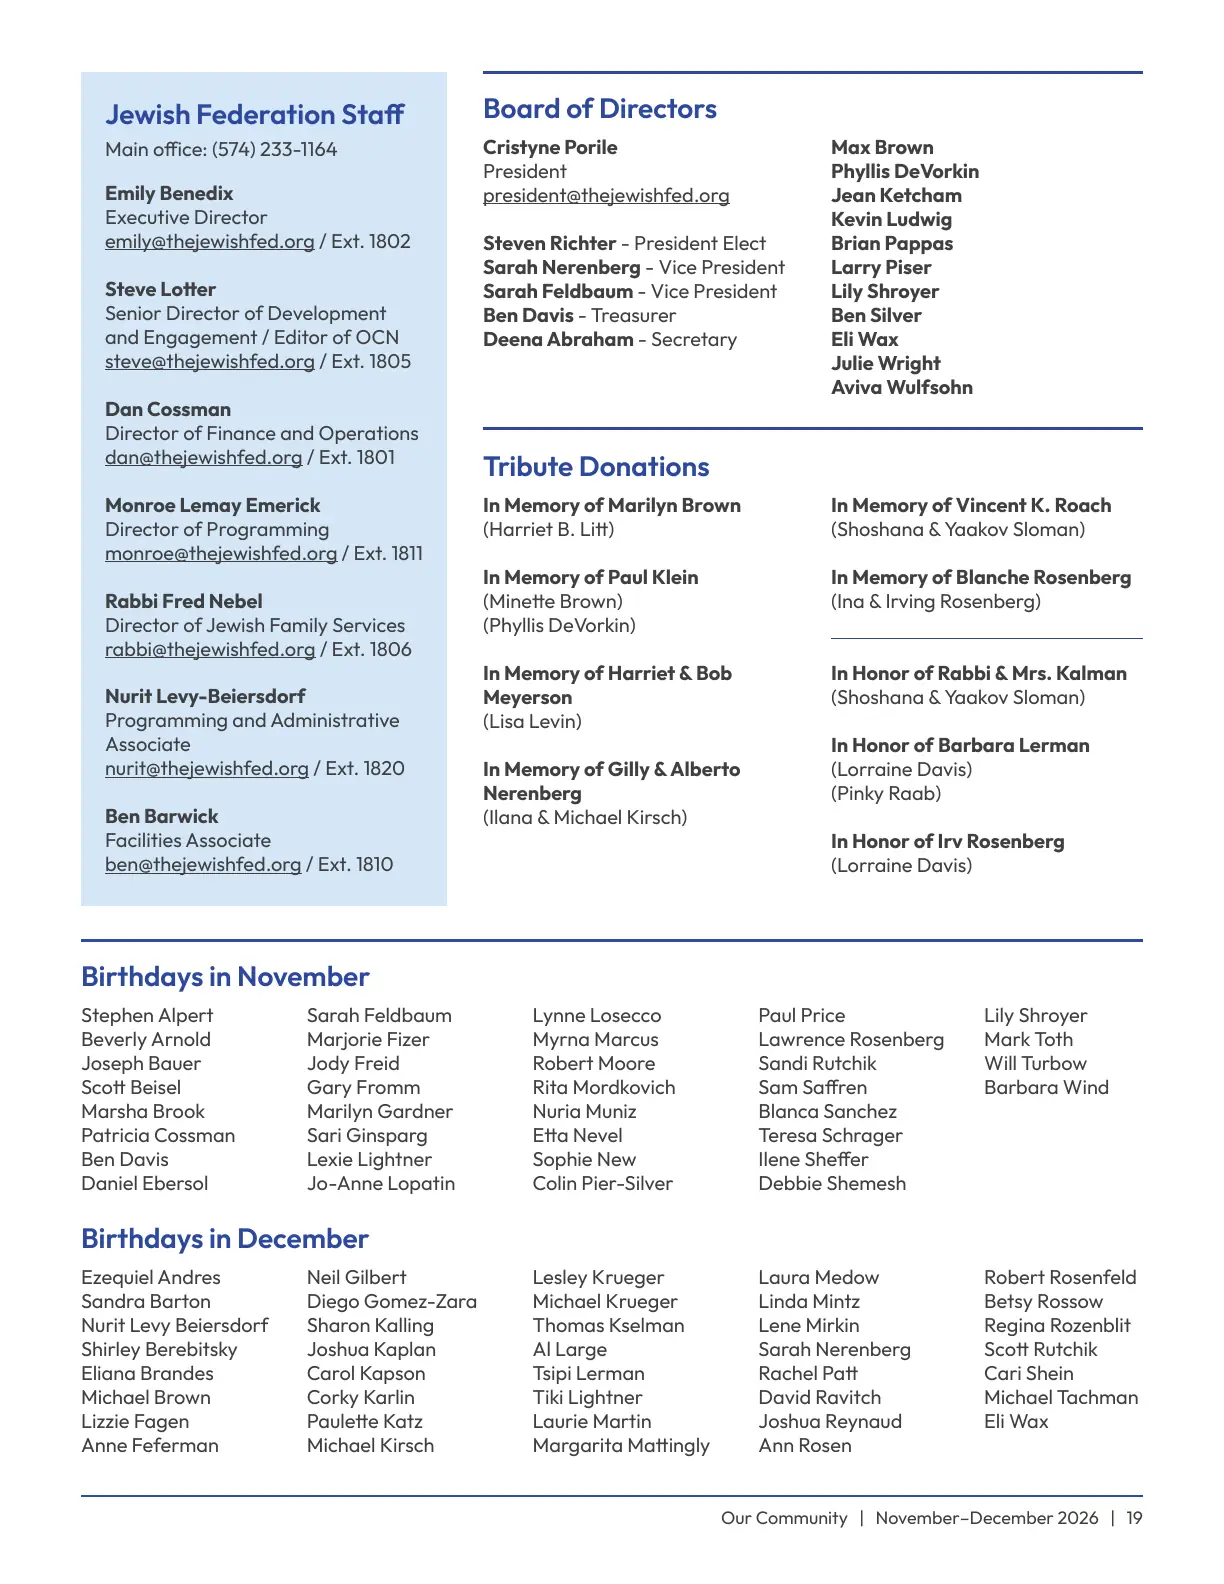 Jewish Federation Staff
Main office: (574) 233-1164
Emily Benedix
Executive Director
emily@thejewishfed.org / Ext. 1802
Steve Lotter
Senior Director of Development
and Engagement / Editor of OCN
steve@thejewishfed.org / Ext. 1805
Dan Cossman
Director of Finance and Operations
dan@thejewishfed.org / Ext. 1801
Monroe Lemay Emerick
Director of Programming
monroe@thejewishfed.org / Ext. 1811
Rabbi Fred Nebel
Director of Jewish Family Services
rabbi@thejewishfed.org / Ext. 1806
Nurit Levy-Beiersdorf
Programming and Administrative
Associate
nurit@thejewishfed.org / Ext. 1820
Ben Barwick
Facilities Associate
ben@thejewishfed.org / Ext. 1810
Board of Directors
Cristyne Porile
President
president@thejewishfed.org
Steven Richter - President Elect
Sarah Nerenberg - Vice President
Sarah Feldbaum - Vice President
Ben Davis - Treasurer
Deena Abraham - Secretary
Max Brown
Phyllis DeVorkin
Jean Ketcham
Kevin Ludwig
Brian Pappas
Larry Piser
Lily Shroyer
Ben Silver
Eli Wax
Julie Wright
Aviva Wulfsohn
Tribute Donations
In Memory of Marilyn Brown
(Harriet B. Litt)
In Memory of Paul Klein
(Minette Brown)
(Phyllis DeVorkin)
In Memory of Harriet & Bob
Meyerson
(Lisa Levin)
In Memory of Gilly & Alberto
Nerenberg
(Ilana & Michael Kirsch)
In Memory of Vincent K. Roach
(Shoshana & Yaakov Sloman)
In Memory of Blanche Rosenberg
(Ina & Irving Rosenberg)
In Honor of Rabbi & Mrs. Kalman
(Shoshana & Yaakov Sloman)
In Honor of Barbara Lerman
(Lorraine Davis)
(Pinky Raab)
In Honor of Irv Rosenberg
(Lorraine Davis)
Birthdays in November
Stephen Alpert
Beverly Arnold
Joseph Bauer
Scott Beisel
Marsha Brook
Patricia Cossman
Ben Davis
Daniel Ebersol
Sarah Feldbaum
Marjorie Fizer
Jody Freid
Gary Fromm
Marilyn Gardner
Sari Ginsparg
Lexie Lightner
Jo-Anne Lopatin
Lynne Losecco
Myrna Marcus
Robert Moore
Rita Mordkovich
Nuria Muniz
Etta Nevel
Sophie New
Colin Pier-Silver
Paul Price
Lawrence Rosenberg
Sandi Rutchik
Sam Saffren
Blanca Sanchez
Teresa Schrager
Ilene Sheffer
Debbie Shemesh
Lily Shroyer
Mark Toth
Will Turbow
Barbara Wind
Birthdays in December
Ezequiel Andres
Sandra Barton
Nurit Levy Beiersdorf
Shirley Berebitsky
Eliana Brandes
Michael Brown
Lizzie Fagen
Anne Feferman
Neil Gilbert
Diego Gomez-Zara
Sharon Kalling
Joshua Kaplan
Carol Kapson
Corky Karlin
Paulette Katz
Michael Kirsch
Lesley Krueger
Michael Krueger
Thomas Kselman
Al Large
Tsipi Lerman
Tiki Lightner
Laurie Martin
Margarita Mattingly
Laura Medow
Linda Mintz
Lene Mirkin
Sarah Nerenberg
Rachel Patt
David Ravitch
Joshua Reynaud
Ann Rosen
Robert Rosenfeld
Betsy Rossow
Regina Rozenblit
Scott Rutchik
Cari Shein
Michael Tachman
Eli Wax
Our Community | November–December 2026 | 19